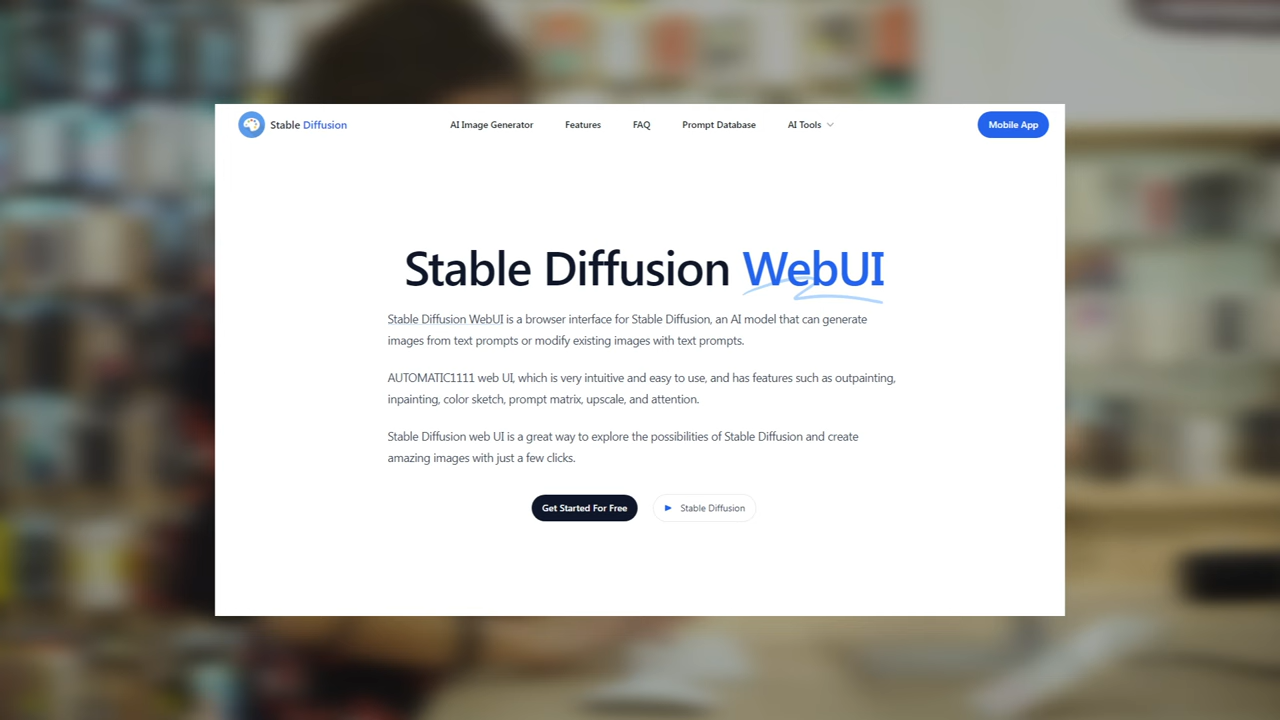 Stable Diffusion
AI Image Generator
Features
FAQ
Prompt Database
AI Tools
Mobile App
Stable Diffusion WebUI
Stable Diffusion WebUI is a browser interface for Stable Diffusion, an AI model that can generate
images from text prompts or modify existing images with text prompts.
AUTOMATIC1111 web UI, which is very intuitive and easy to use, and has features such as outpainting,
inpainting, color sketch, prompt matrix, upscale, and attention.
Stable Diffusion web UI is a great way to explore the possibilities of Stable Diffusion and create
amazing images with just a few clicks.
Get Started For Free
Stable Diffusion